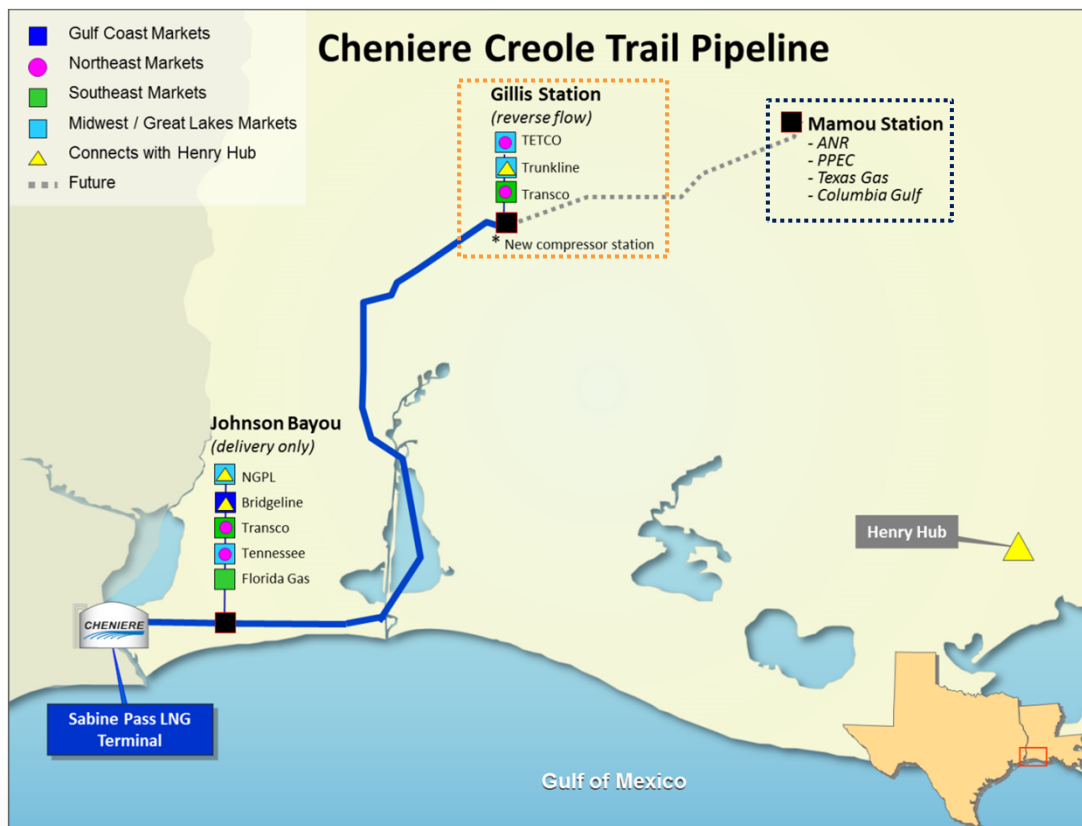 Cheniere Creole Trail Pipeline
Gulf Coast Markets
Northeast Markets
Southeast Markets
Midwest / Great Lakes Markets
Connects with Henry Hub
Future
Gillis Station
(reverse flow)
TETCO
Trunkline
Transco
* New compressor station
Mamou Station
- ANR
- PPEC
- Texas Gas
- Columbia Gulf
Johnson Bayou
(delivery only)
NGPL
Bridgeline
Transco
Tennessee
Florida Gas
Henry Hub
CHENIERE
Sabine Pass LNG
Terminal
Gulf of Mexico